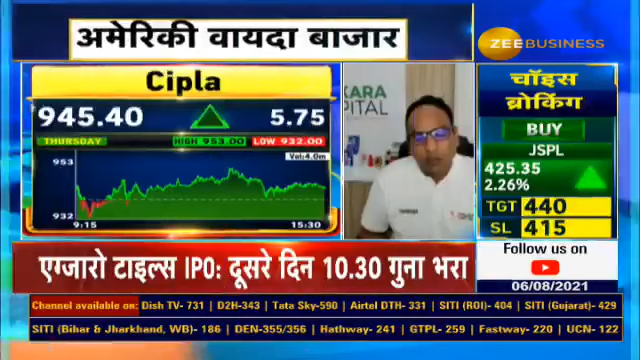 अमेरिकी वायदा बाजार
ZEE BUSINESS
Cipla
945.40 5.75
THURSDAY HIGH 953.00 LOW 932.00
Vol:4.0m
953
932
9:15 15:30
KARA
PITAL
चॉइस
ब्रोकिंग
BUY
JSPL
425.35
2.26%
TGT 440
SL 415
एग्जारो टाइल्स IPO: दूसरे दिन 10.30 गुना भरा
Follow us on
06/08/2021
Channel available on: Dish TV- 731 | D2H-343 | Tata Sky-590 | Airtel DTH- 331 | SITI (ROI)- 404 | SITI (Gujarat)- 429
SITI (Bihar & Jharkhand, WB)- 186 | DEN-355/356 | Hathway- 241 | GTPL- 259 | Fastway- 220 | UCN- 122